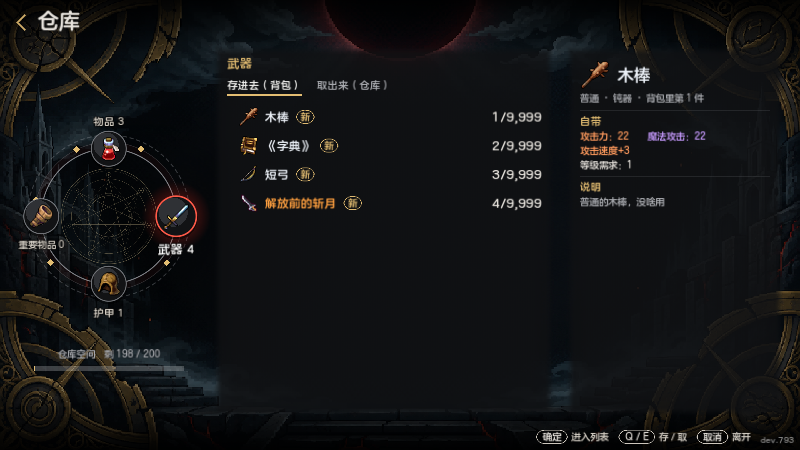 仓库
物品 3
重要物品 0
武器 4
护甲 1
仓库空间 剩 198 / 200
武器
存进去（背包） 取出来（仓库）
木棒 新 1/9,999
《字典》 新 2/9,999
短弓 新 3/9,999
解放前的斩月 新 4/9,999
木棒
普通 · 钝器 · 背包里第 1 件
自带
攻击力：22 魔法攻击：22
攻击速度+3
等级需求：1
说明
普通的木棒，没啥用
确定 进入列表 Q / E 存 / 取 取消 离开
dev.793